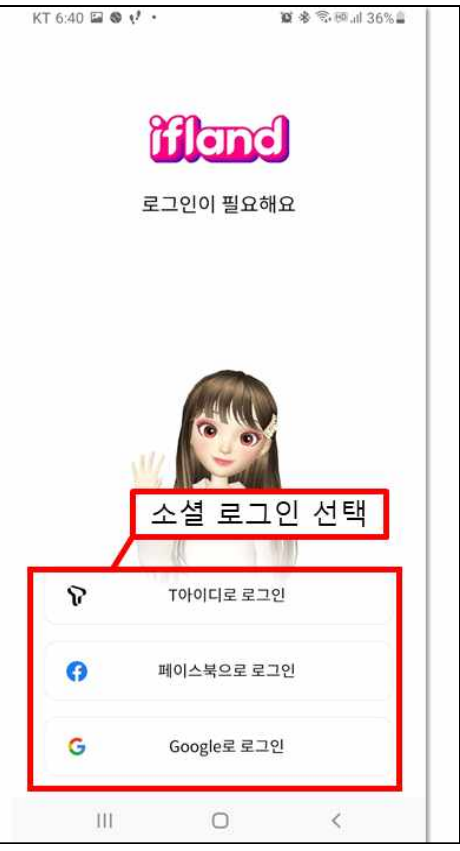 KT 6:40
36%
ifland
로그인이 필요해요
소셜 로그인 선택
T아이디로 로그인
페이스북으로 로그인
Google로 로그인